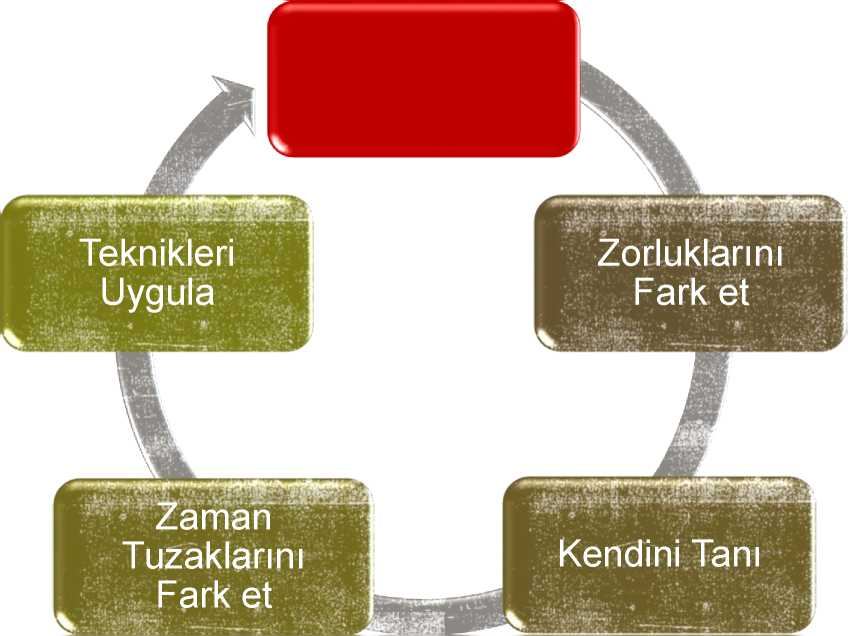 Teknikleri
Uygula
Zorluklarını
Fark et
Zaman
Tuzaklarını
Fark et
Kendini Tanı